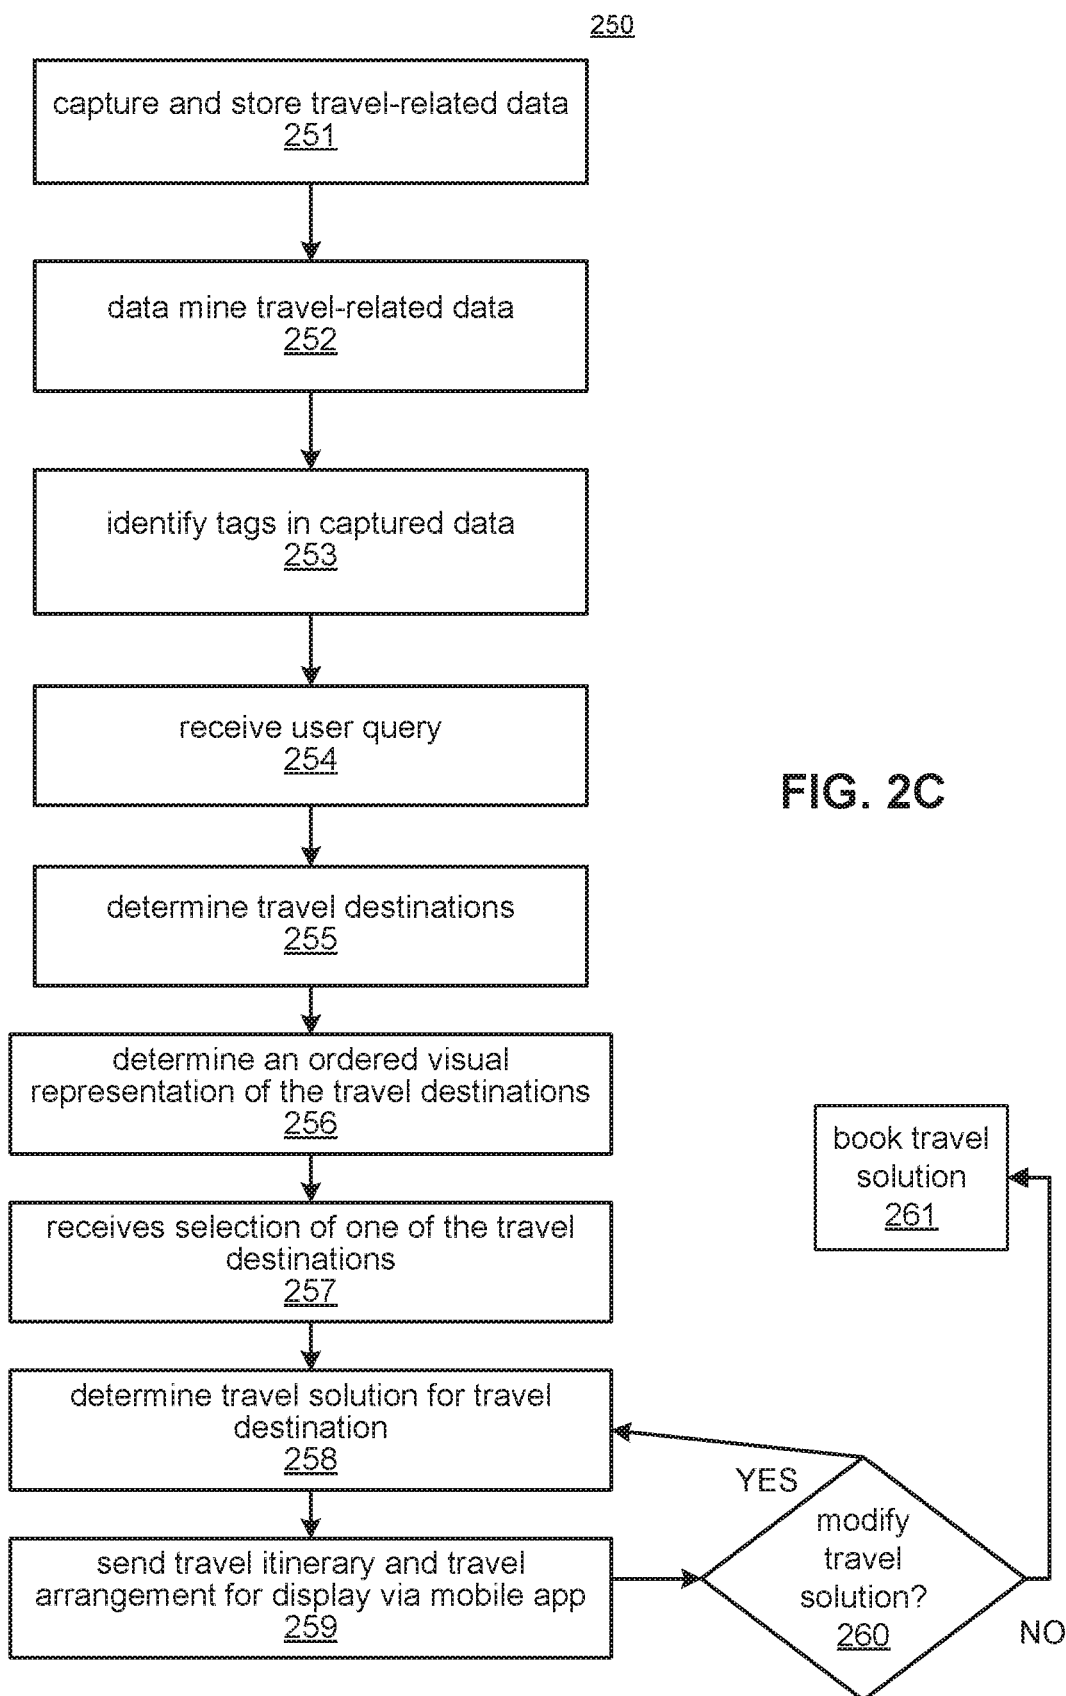 250
capture and store travel-related data
251
data mine travel-related data
252
identify tags in captured data
253
receive user query
254
FIG. 2C
determine travel destinations
255
determine an ordered visual
representation of the travel destinations
256
book travel
solution
261
receives selection of one of the travel
destinations
257
determine travel solution for travel
destination
258
YES
modify
travel
solution?
260
NO
send travel itinerary and travel
arrangement for display via mobile app
259